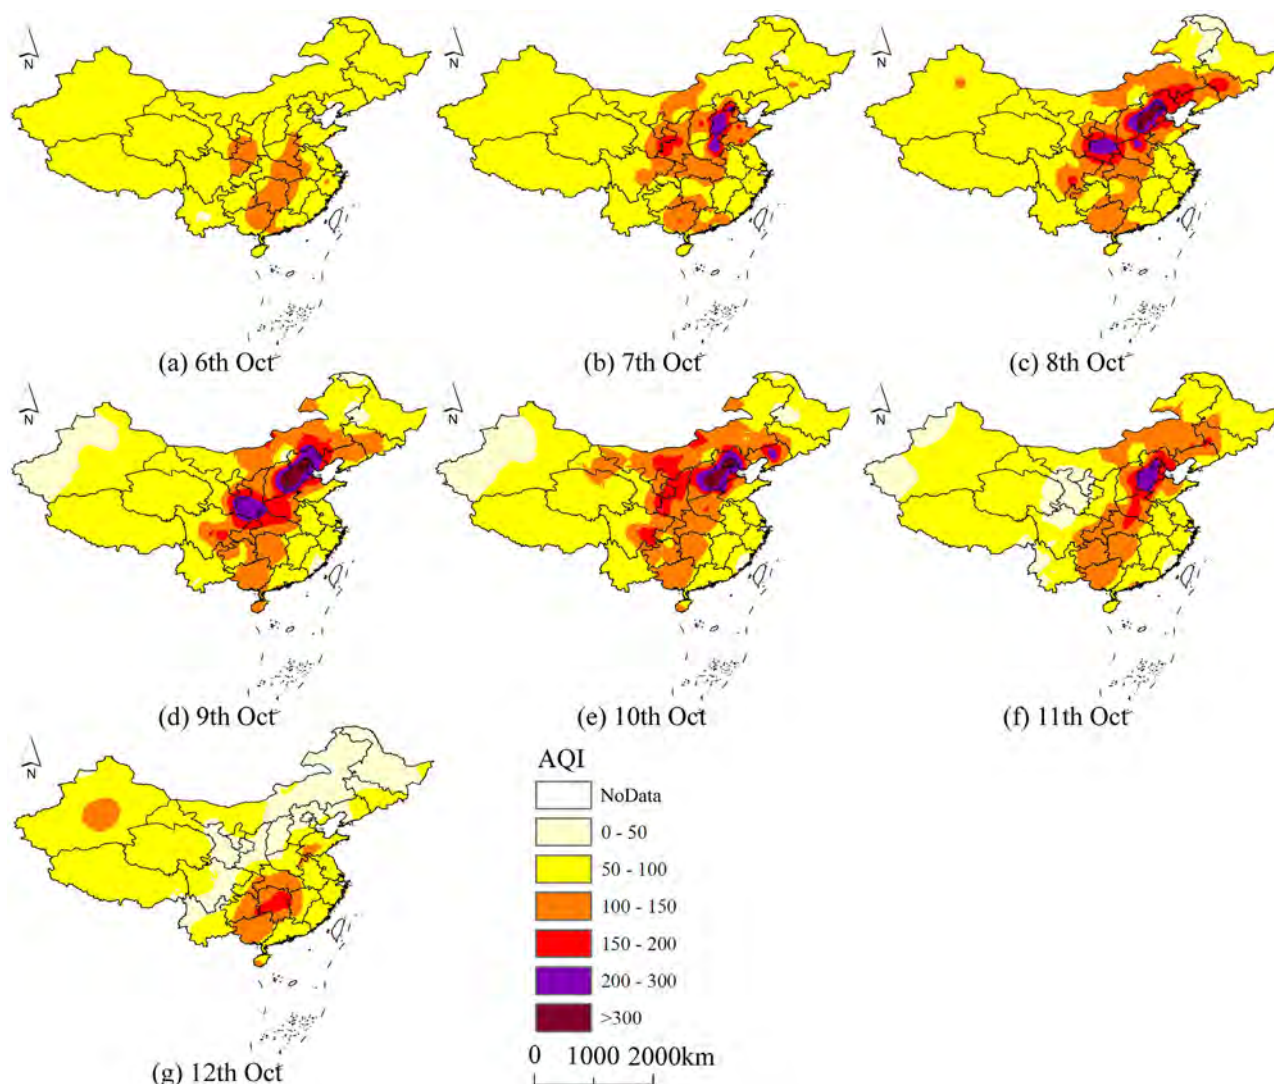 N
N
N
(a) 6th Oct
(b) 7th Oct
(c) 8th Oct
N
N
N
(d) 9th Oct
(e) 10th Oct
(f) 11th Oct
N
AQI
NoData
0 - 50
50 - 100
100 - 150
150 - 200
200 - 300
>300
0 1000 2000km
(g) 12th Oct